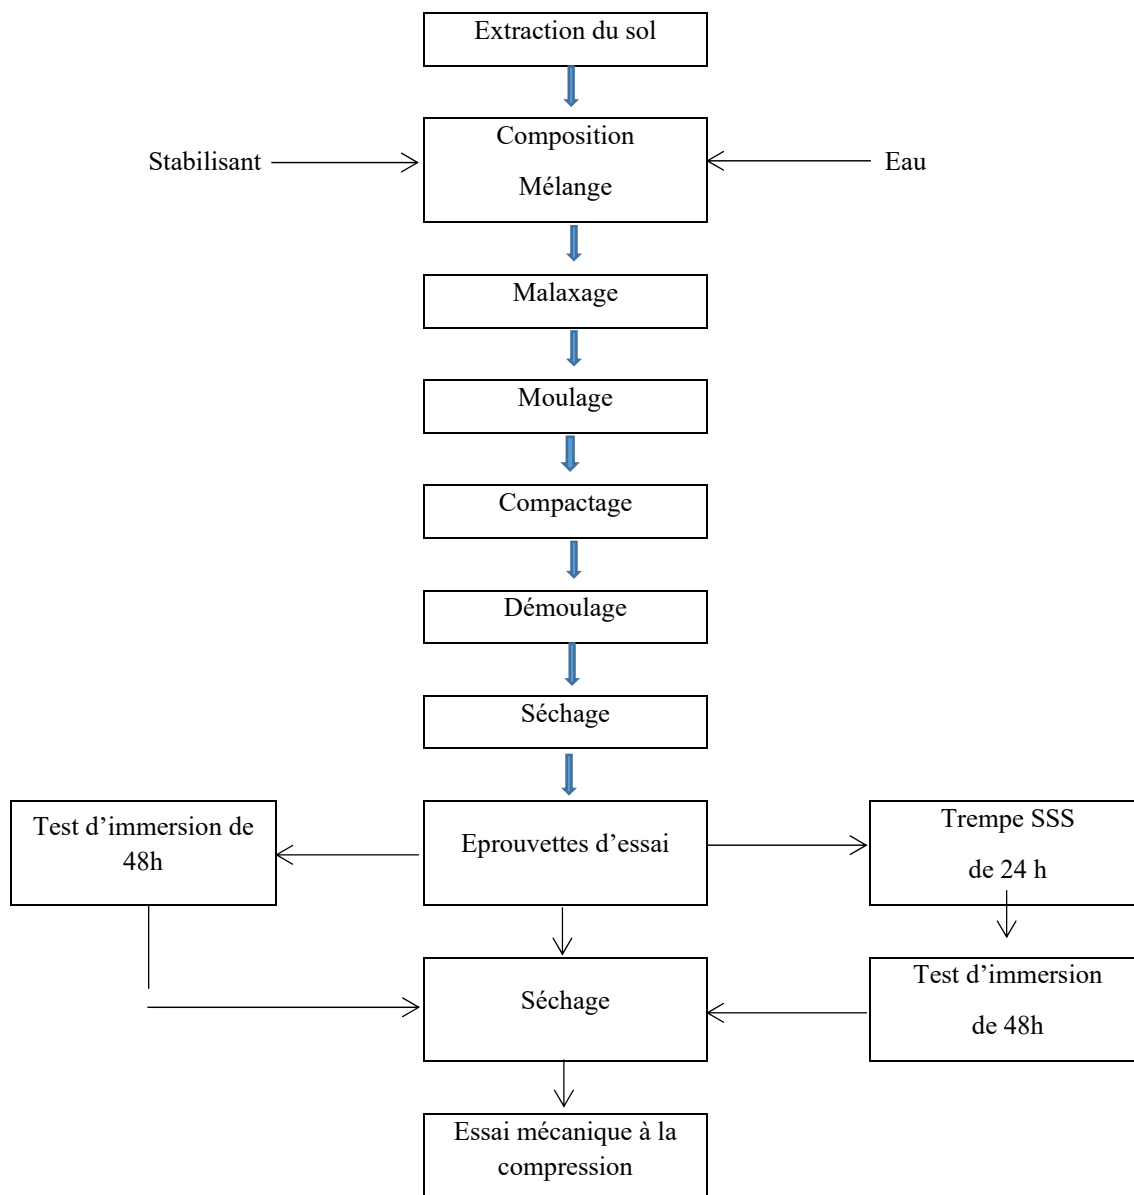 Extraction du sol
Stabilisant
Composition
Mélange
Eau
Malaxage
Moulage
Compactage
Démoulage
Séchage
Test d’immersion de
48h
Eprouvettes d’essai
Trempe SSS
de 24 h
Séchage
Test d’immersion
de 48h
Essai mécanique à la
compression